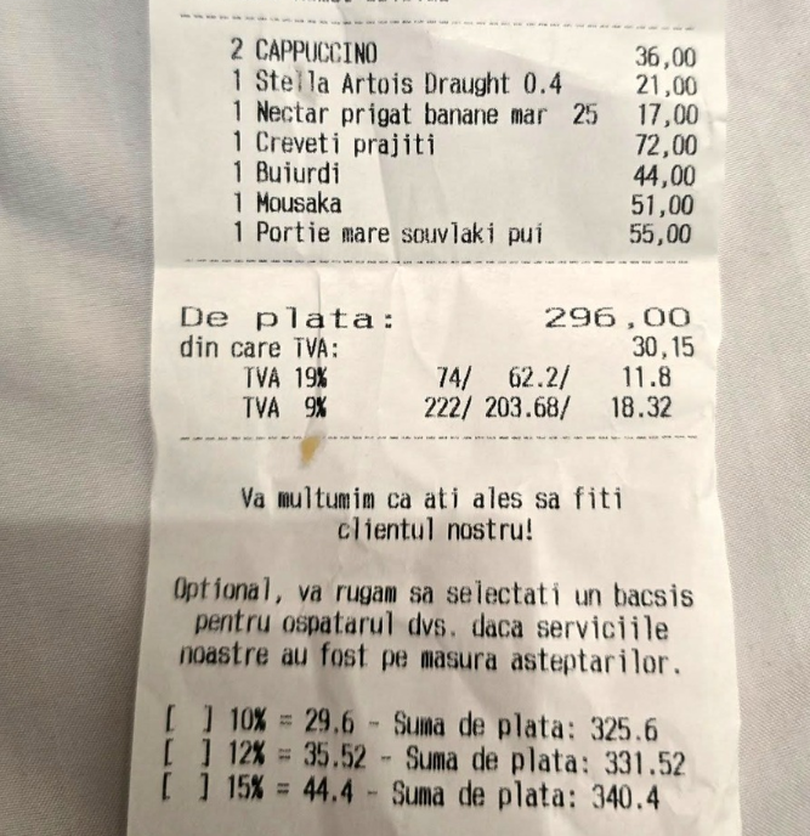 2 CAPPUCCINO 36,00
1 Stella Artois Draught 0.4 21,00
1 Nectar prigat banane mar 25 17,00
1 Creveti prajiti 72,00
1 Buiurdi 44,00
1 Mousaka 51,00
1 Portie mare souvlaki pui 55,00
De plata: 296,00
din care TVA: 30,15
TVA 19% 74/ 62.2/ 11.8
TVA 9% 222/ 203.68/ 18.32
Va multumim ca ati ales sa fiti
clientul nostru!
Optional, va rugam sa selectati un bacsis
pentru ospatarul dvs. daca serviciile
noastre au fost pe masura asteptarilor.
[ ] 10% = 29.6 - Suma de plata: 325.6
[ ] 12% = 35.52 - Suma de plata: 331.52
[ ] 15% = 44.4 - Suma de plata: 340.4